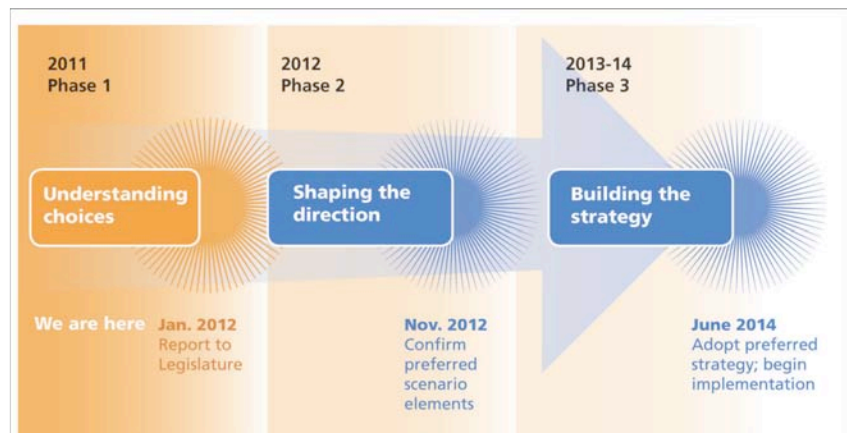 2011
Phase 1
2012
Phase 2
2013-14
Phase 3
Understanding
choices
Shaping the
direction
Building the
strategy
We are here
Jan. 2012
Report to
Legislature
Nov. 2012
Confirm
preferred
scenario
elements
June 2014
Adopt preferred
strategy; begin
implementation